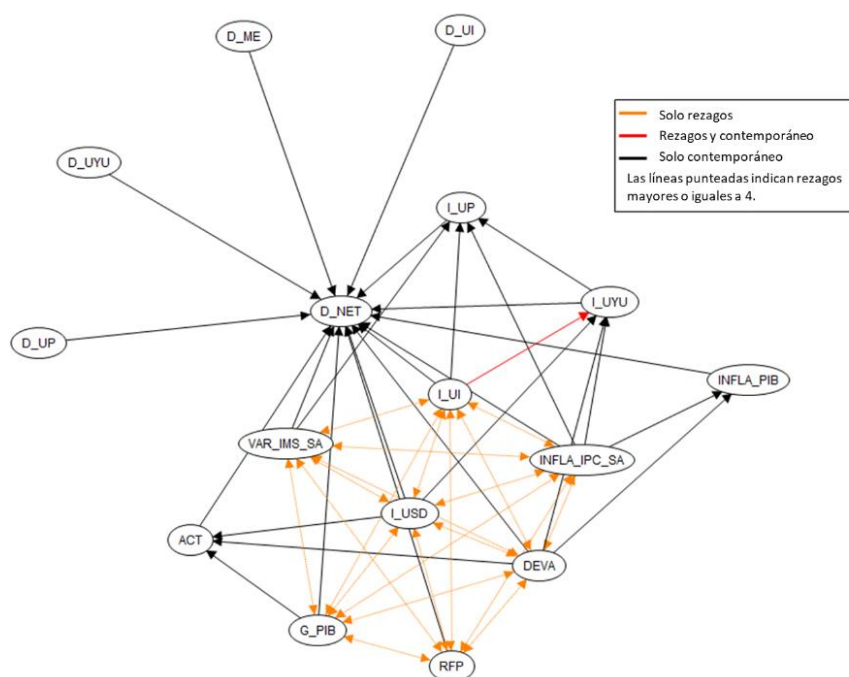 D_ME
D_UI
D_UYU
Solo rezagos
Rezagos y contemporáneo
Solo contemporáneo
Las líneas punteadas indican rezagos
mayores o iguales a 4.
I_UP
D_NET
I_UYU
D_UP
I_UI
INFLA_PIB
VAR_IMS_SA
INFLA_IPC_SA
I_USD
ACT
DEVA
G_PIB
RFP